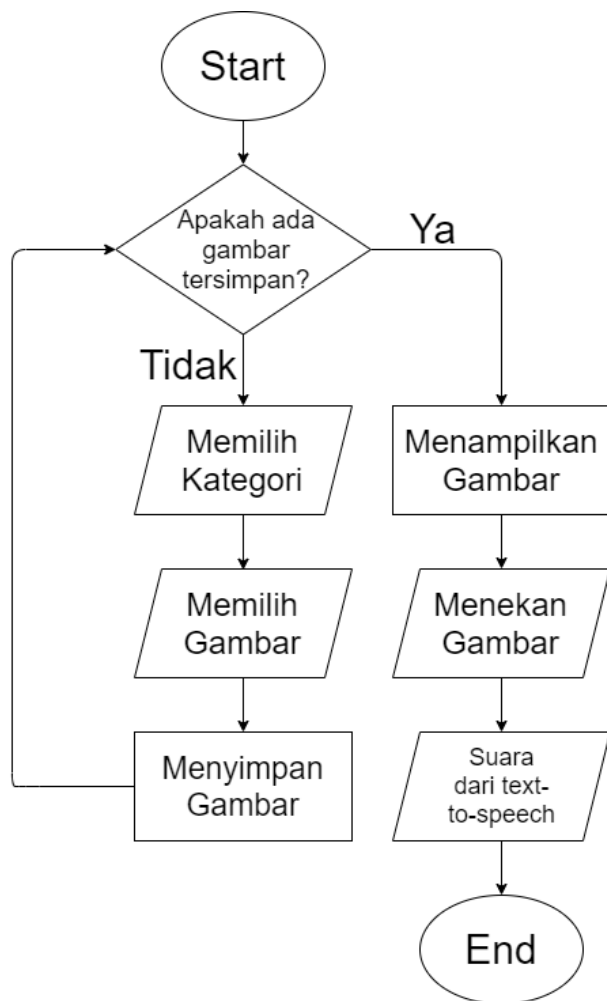 Start
Apakah ada
gambar
tersimpan?
Ya
Tidak
Memilih
Kategori
Memilih
Gambar
Menyimpan
Gambar
Menampilkan
Gambar
Menekan
Gambar
Suara
dari text-
to-speech
End